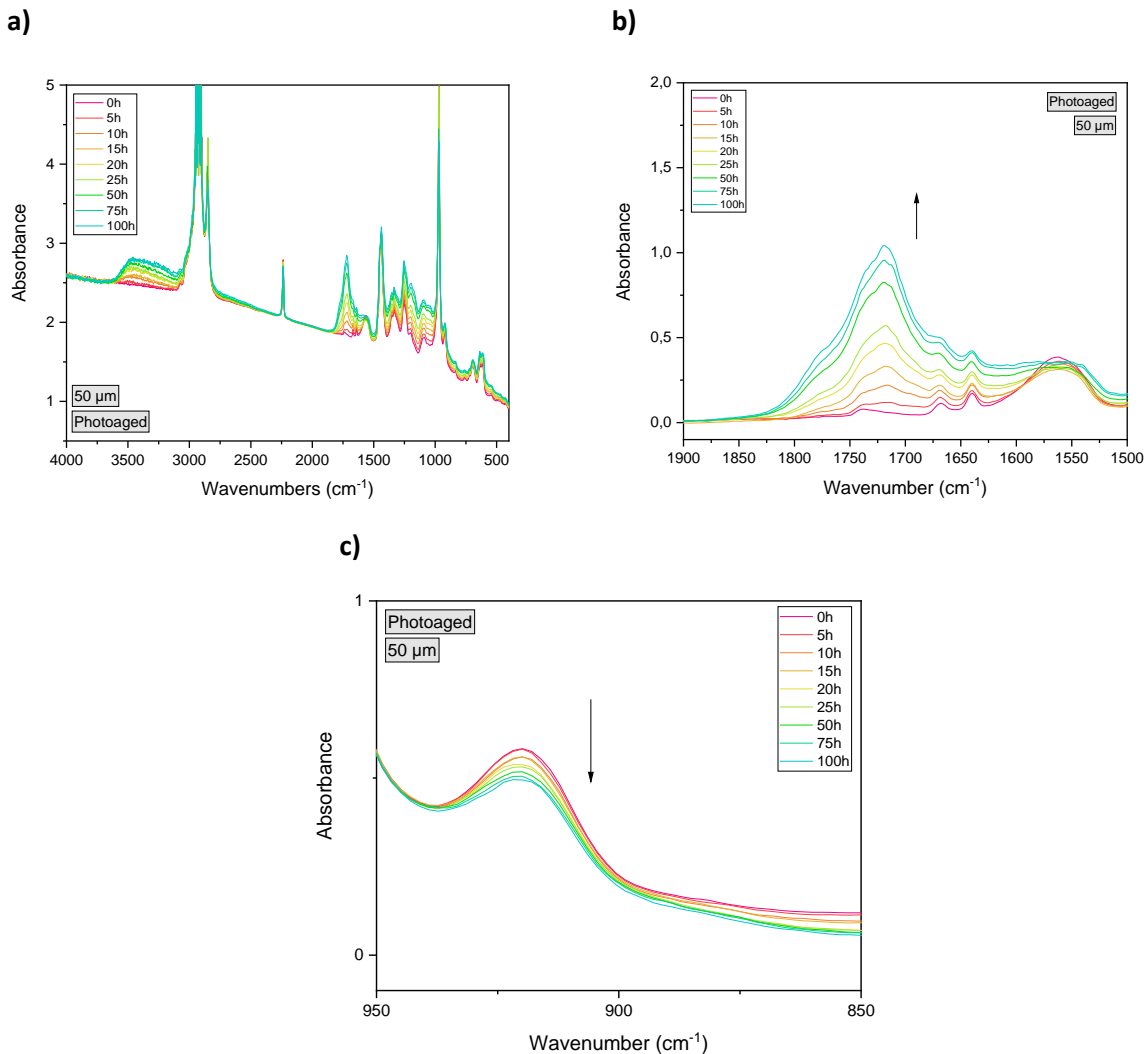 a)
5
4
3
2
1
Absorbance
0h
5h
10h
15h
20h
25h
50h
75h
100h
50 µm
Photoaged
4000 3500 3000 2500 2000 1500 1000 500
Wavenumbers (cm⁻¹)
b)
2,0
1,5
1,0
0,5
0,0
Absorbance
0h
5h
10h
15h
20h
25h
50h
75h
100h
Photoaged
50 µm
1900 1850 1800 1750 1700 1650 1600 1550 1500
Wavenumber (cm⁻¹)
c)
1
0
Absorbance
Photoaged
50 µm
0h
5h
10h
15h
20h
25h
50h
75h
100h
950 900 850
Wavenumber (cm⁻¹)